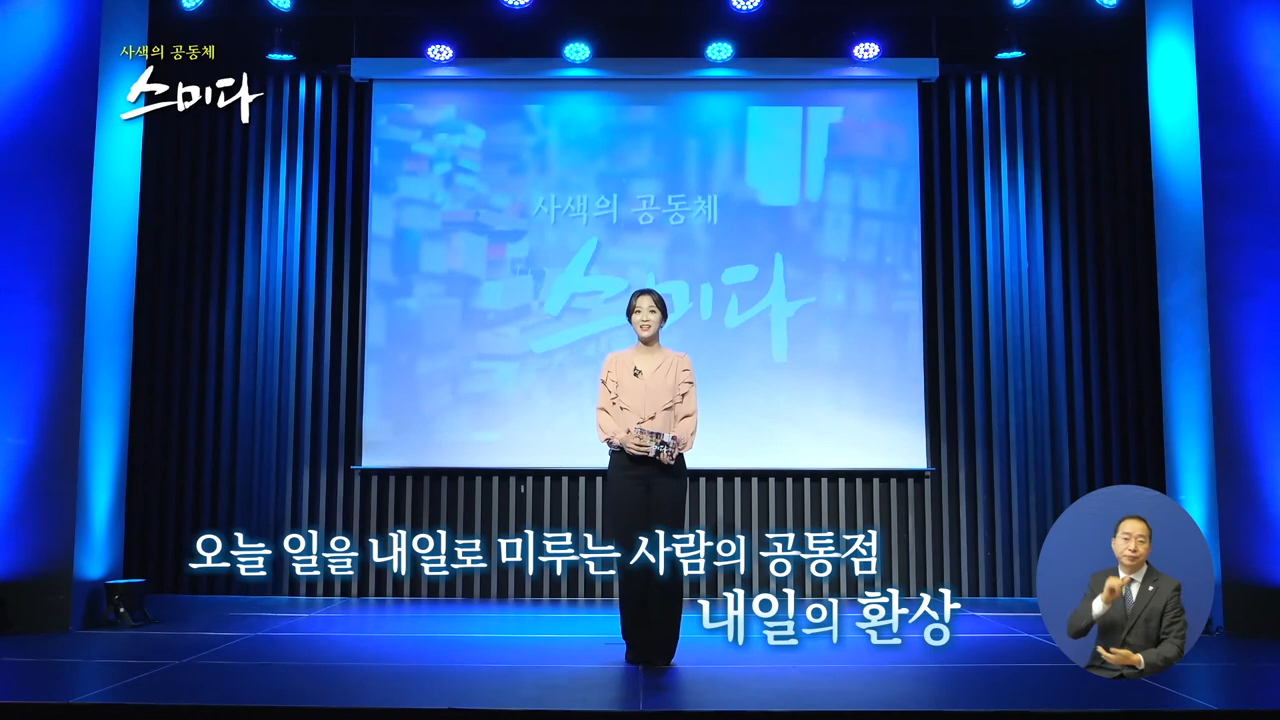 사색의 공동체
스미다
사색의 공동체
스미다
오늘 일을 내일로 미루는 사람의 공통점
내일의 환상